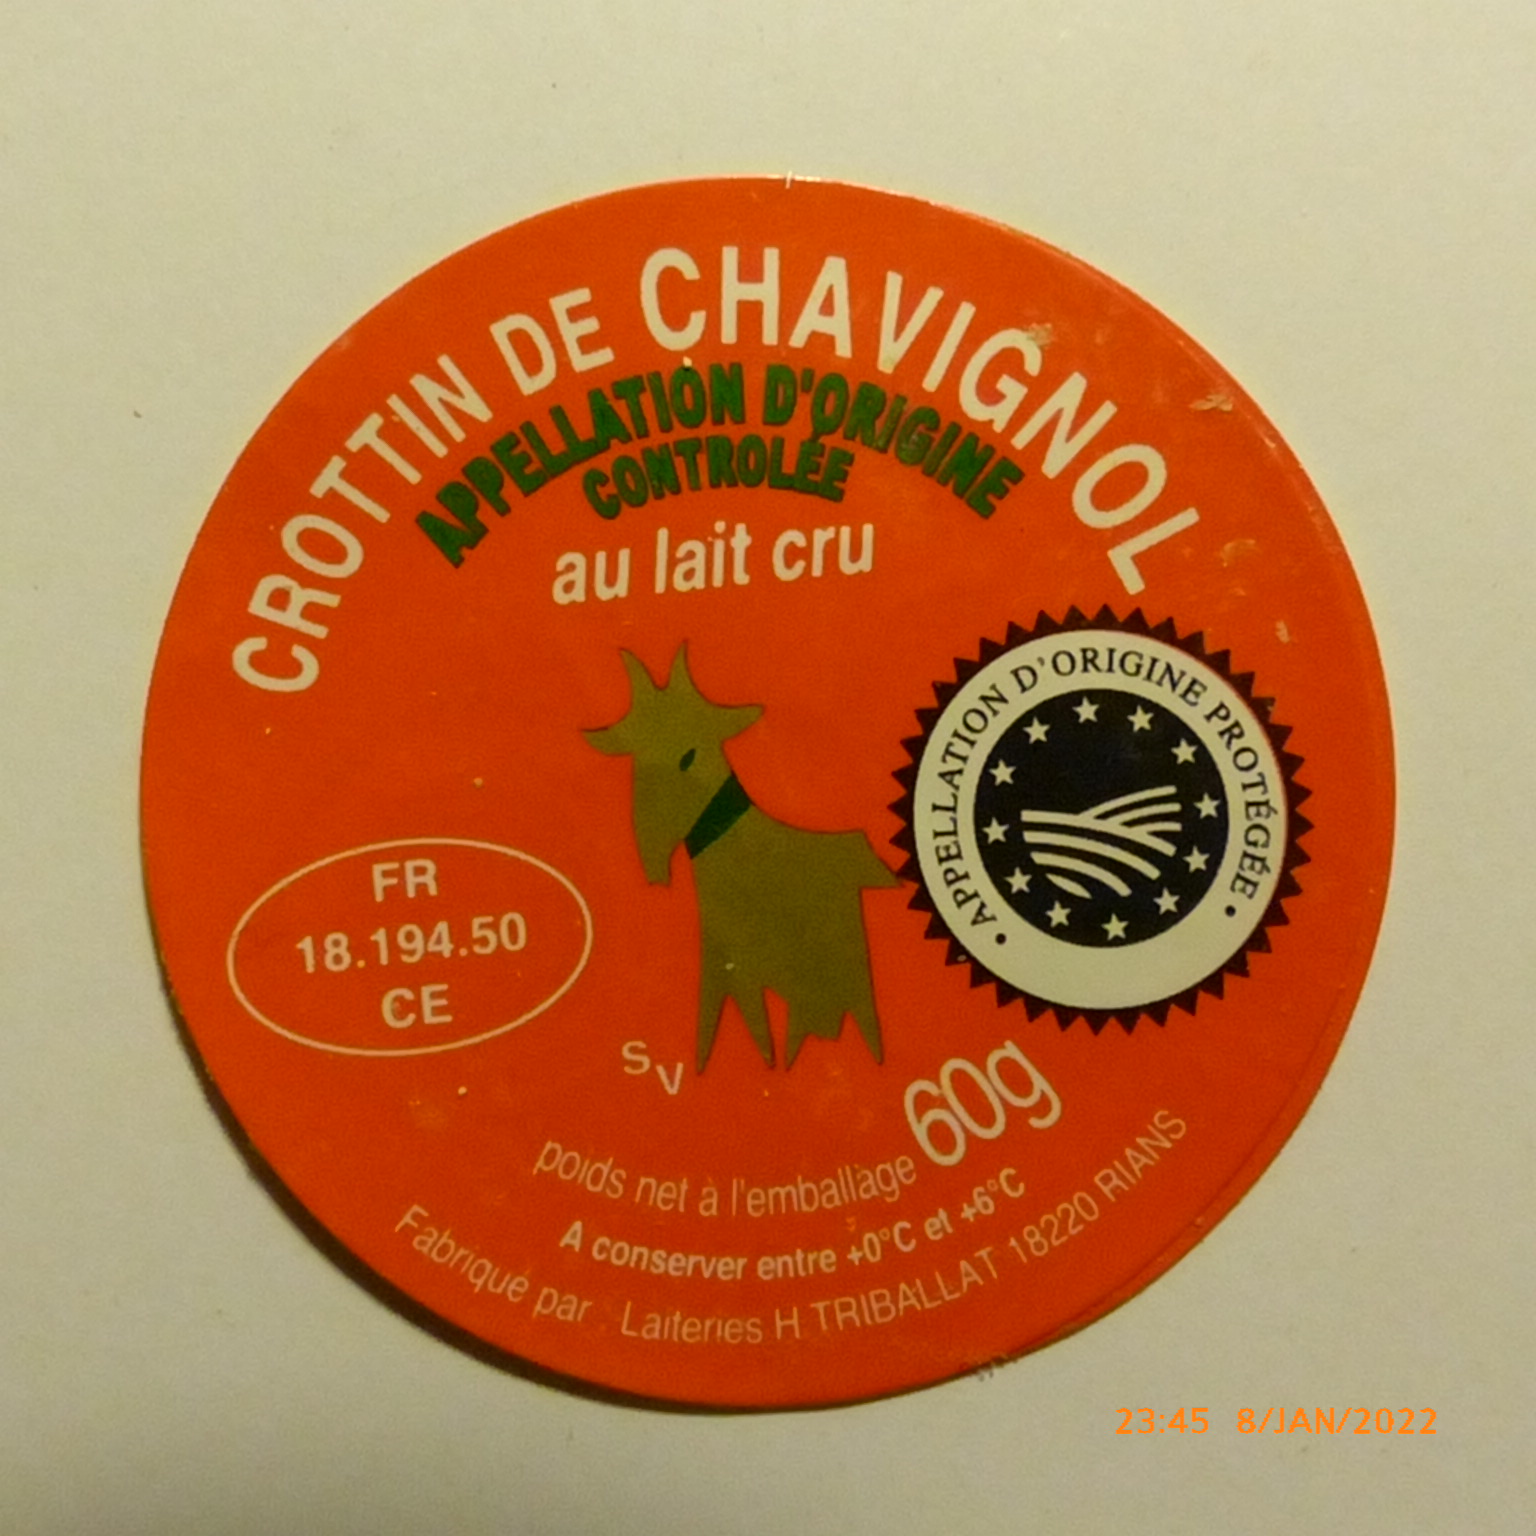 CROTTIN DE CHAVIGNOL
APPELLATION D'ORIGINE
CONTROLÉE
au lait cru
• APPELLATION D'ORIGINE PROTÉGÉE •
FR
18.194.50
CE
S V
poids net à l'emballage 60g
A conserver entre +0°C et +6°C
Fabriqué par : Laiteries H TRIBALLAT 18220 RIANS
23:45 8/JAN/2022